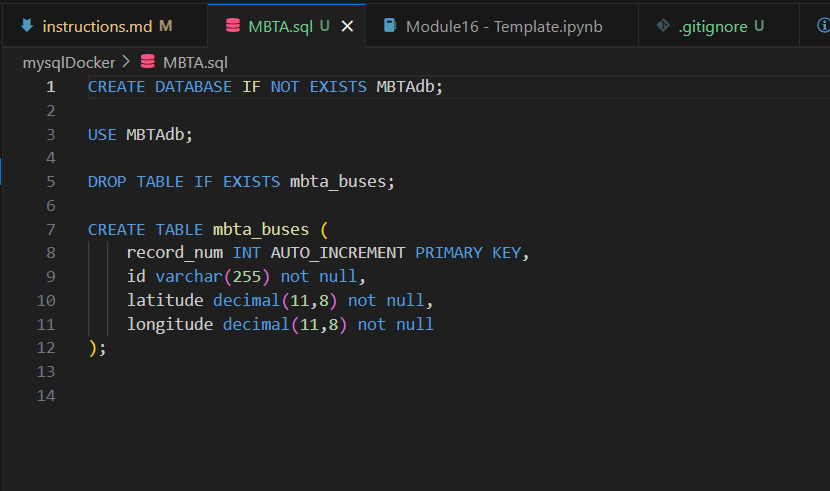 instructions.md M MBTA.sql U Module16 - Template.ipynb .gitignore U
mysqlDocker > MBTA.sql
1 CREATE DATABASE IF NOT EXISTS MBTAdb;
2
3 USE MBTAdb;
4
5 DROP TABLE IF EXISTS mbta_buses;
6
7 CREATE TABLE mbta_buses (
8 record_num INT AUTO_INCREMENT PRIMARY KEY,
9 id varchar(255) not null,
10 latitude decimal(11,8) not null,
11 longitude decimal(11,8) not null
12 );
13
14